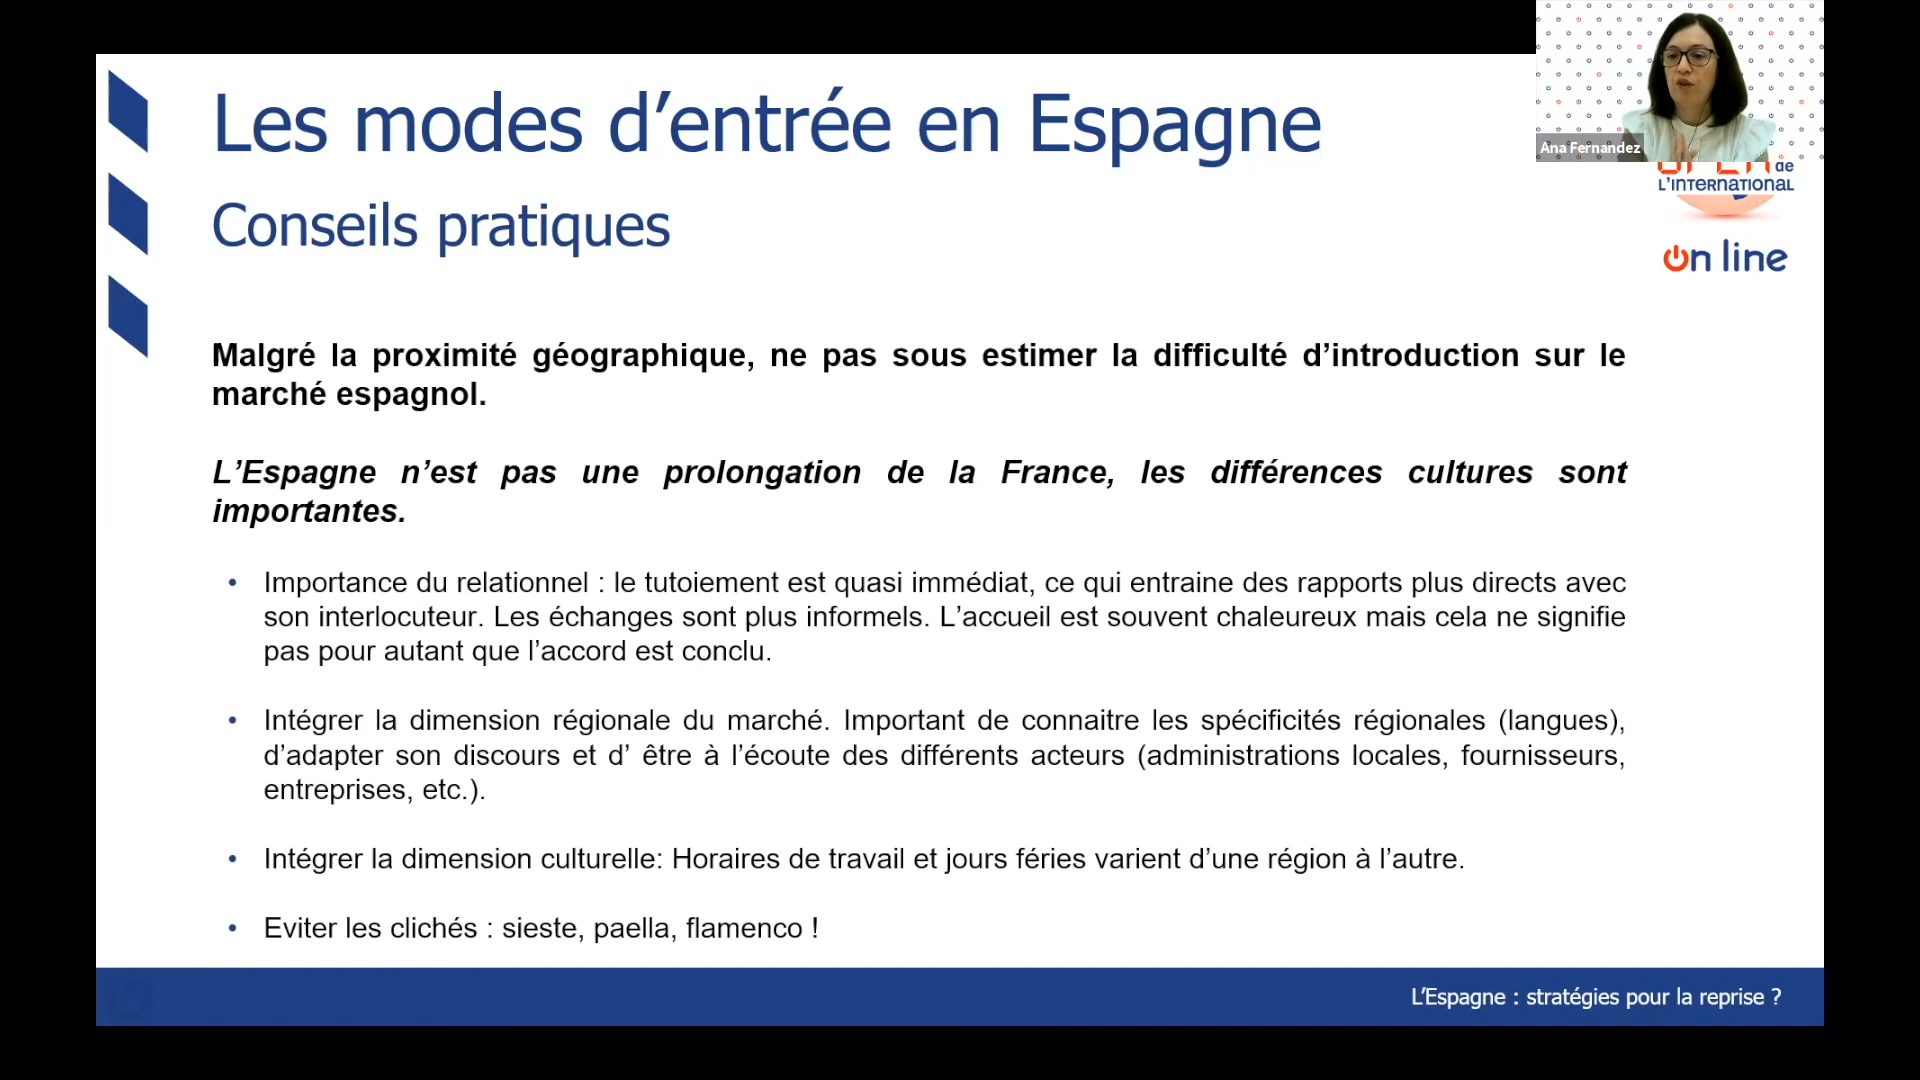 Les modes d’entrée en Espagne
Conseils pratiques
Ana Fernandez
de
L'INTERNATIONAL
on line
Malgré la proximité géographique, ne pas sous estimer la difficulté d’introduction sur le
marché espagnol.
L’Espagne n’est pas une prolongation de la France, les différences cultures sont
importantes.
• Importance du relationnel : le tutoiement est quasi immédiat, ce qui entraine des rapports plus directs avec
son interlocuteur. Les échanges sont plus informels. L’accueil est souvent chaleureux mais cela ne signifie
pas pour autant que l’accord est conclu.
• Intégrer la dimension régionale du marché. Important de connaitre les spécificités régionales (langues),
d’adapter son discours et d’ être à l’écoute des différents acteurs (administrations locales, fournisseurs,
entreprises, etc.).
• Intégrer la dimension culturelle: Horaires de travail et jours féries varient d’une région à l’autre.
• Eviter les clichés : sieste, paella, flamenco !
L’Espagne : stratégies pour la reprise ?